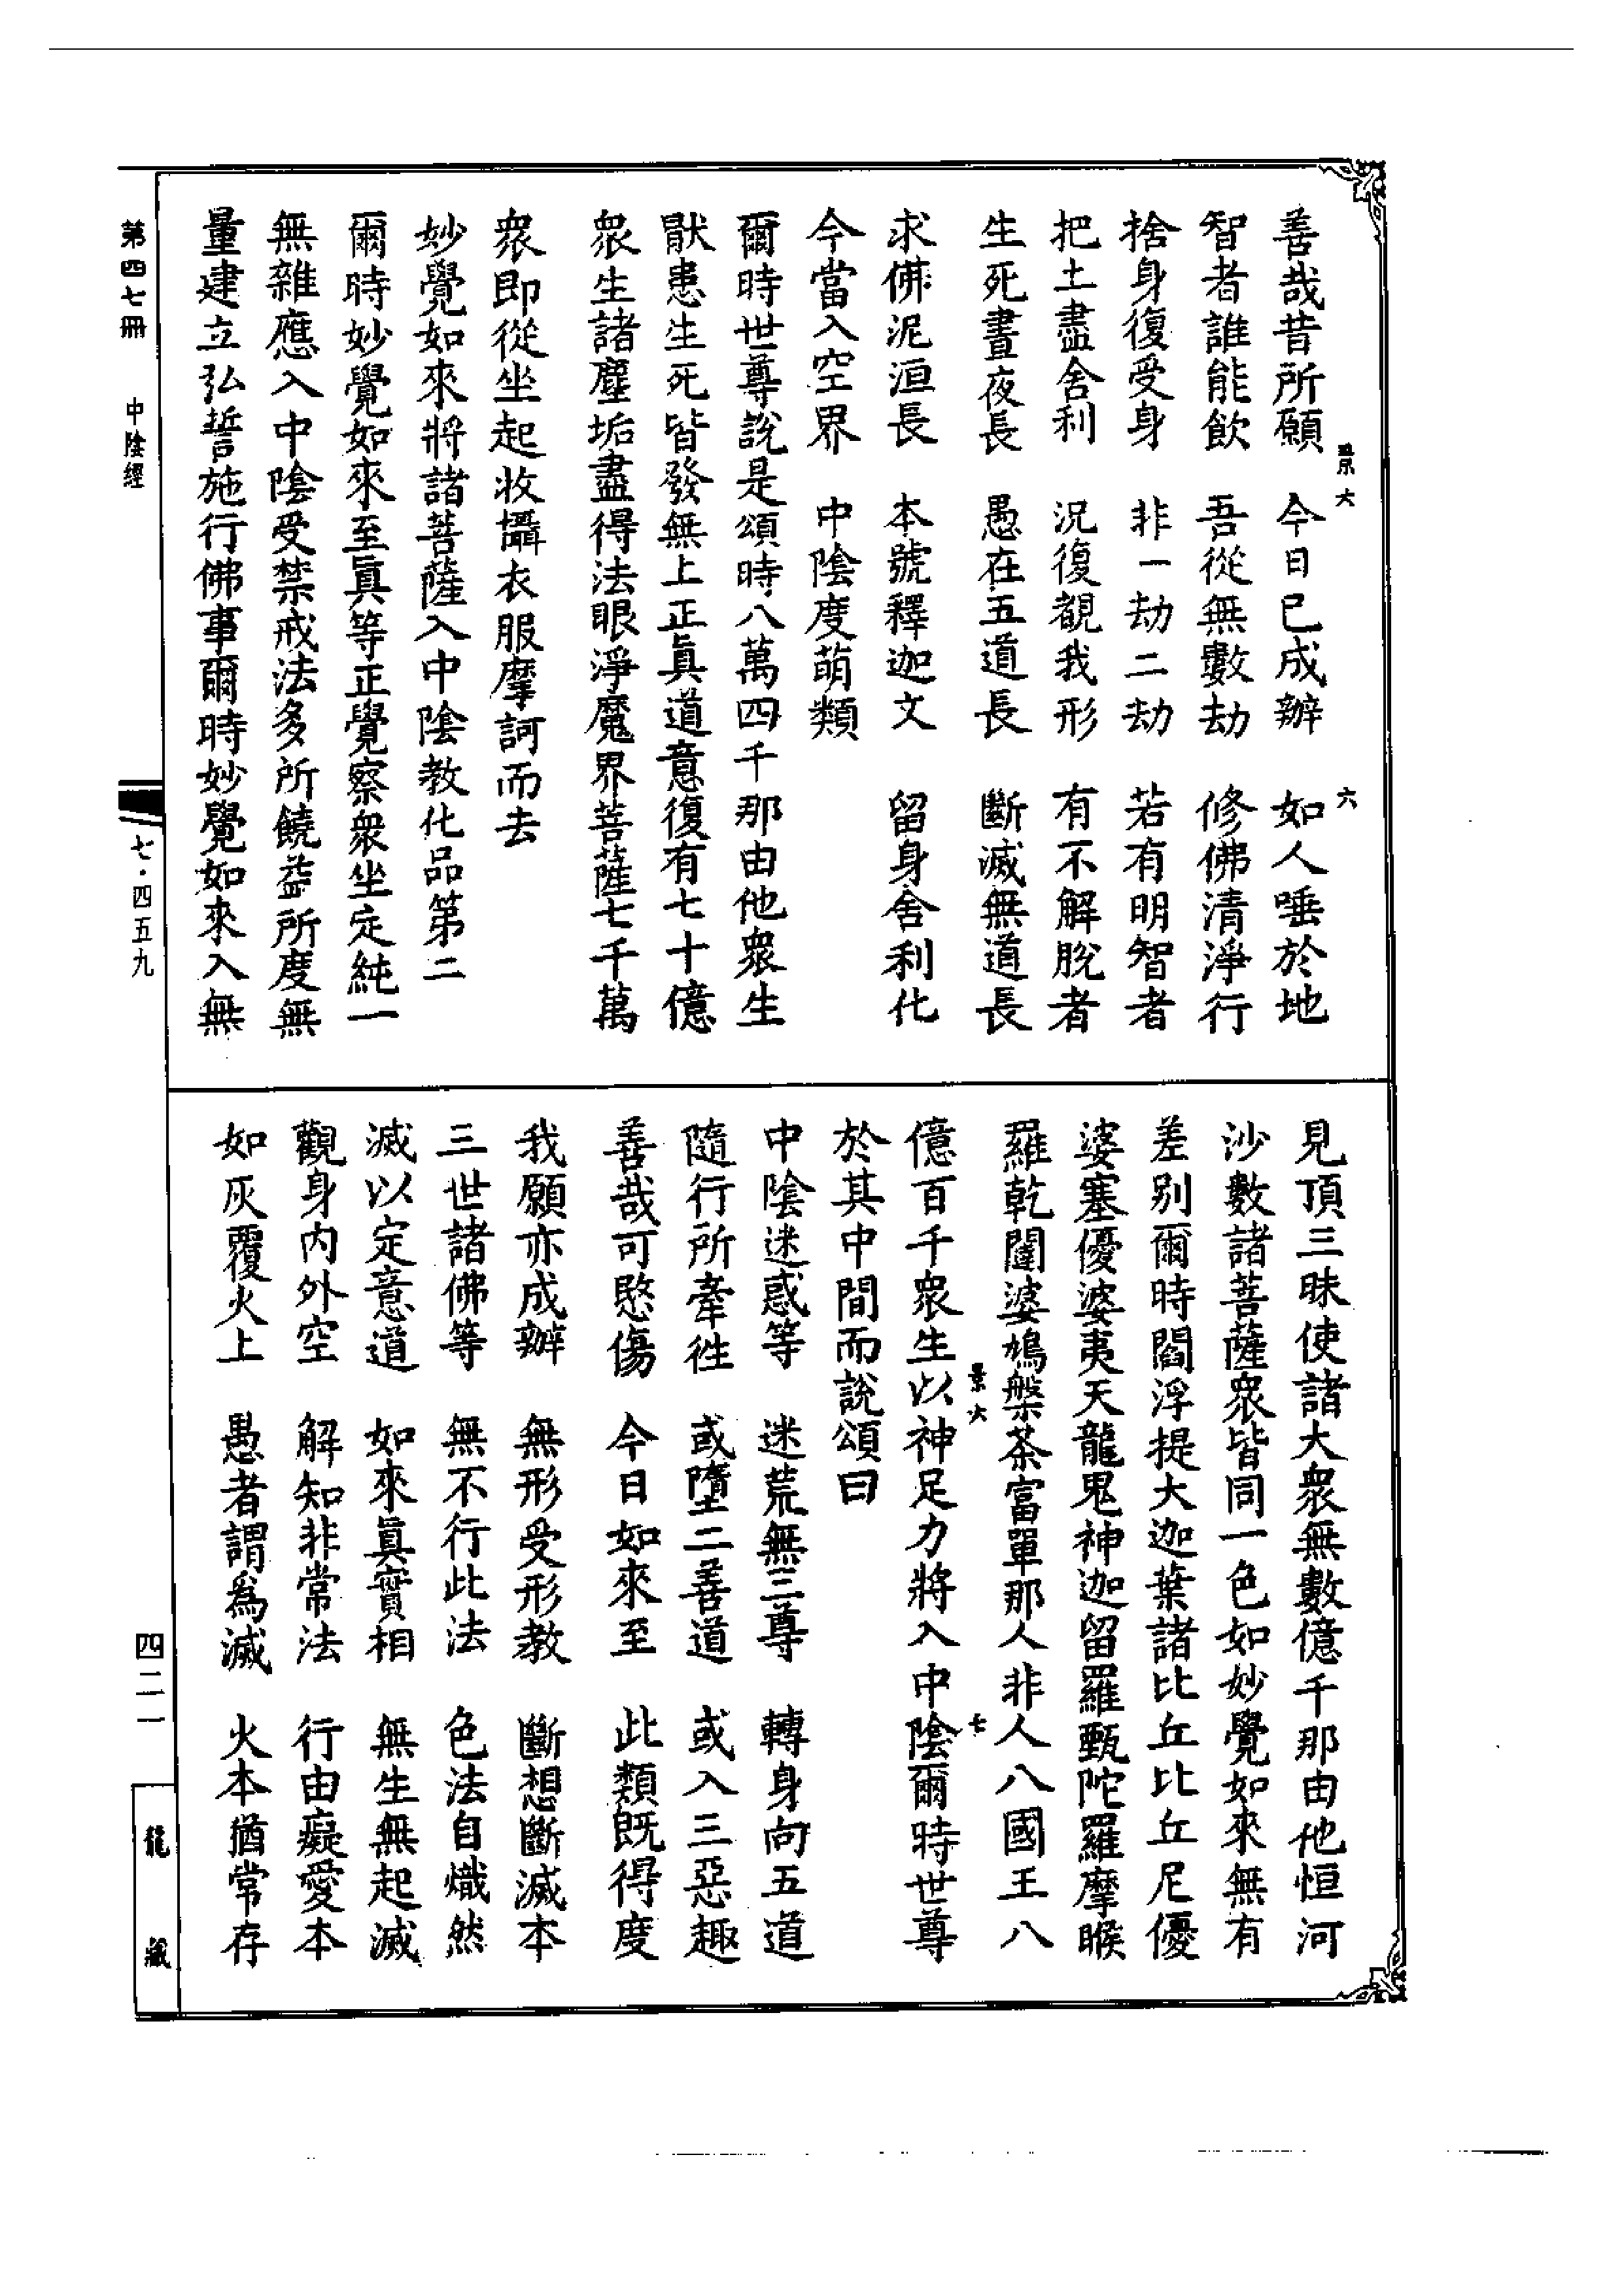 景六
六
善哉昔所願　今日已成辦　如人唾於地
智者誰能飲　吾從無數劫　修佛清淨行
捨身復受身　非一劫二劫　若有明智者
把土盡舍利　況復覩我形　有不解脫者
生死晝夜長　愚在五道長　斷滅無道長
求佛泥洹長　本號釋迦文　留身舍利化
今當入空界　中陰度萌類
爾時世尊說是頌時八萬四千那由他眾生
猒患生死皆發無上正眞道意復有七十億
眾生諸塵垢盡得法眼淨魔界菩薩七千萬
眾即從坐起收攝衣服摩訶而去
妙覺如來將諸菩薩入中陰教化品第二
爾時妙覺如來至眞等正覺察眾坐定純一
無雜應入中陰受禁戒法多所饒益所度無
量建立弘誓施行佛事爾時妙覺如來入無
見頂三昧使諸大眾無數億千那由他恒河
沙數諸菩薩眾皆同一色如妙覺如來無有
差別爾時閻浮提大迦葉諸比丘比丘尼優
婆塞優婆夷天龍鬼神迦留羅甄陀羅摩睺
羅乾闥婆鳩槃茶富單那人非人八國王八
景六
七
億百千眾生以神足力將入中陰爾時世尊
於其中間而說頌曰
中陰迷惑等　迷荒無三尊　轉身向五道
隨行所牽徃　或墮二善道　或入三惡趣
善哉可愍傷　今日如來至　此類既得度
我願亦成辦　無形受形教　斷想斷滅本
三世諸佛等　無不行此法　色法自熾然
滅以定意道　如來眞實相　無生無起滅
觀身內外空　解知非常法　行由癡愛本
如灰覆火上　愚者謂爲滅　火本猶常存
第四七冊　中陰經
七·四五九
四二一
龍藏